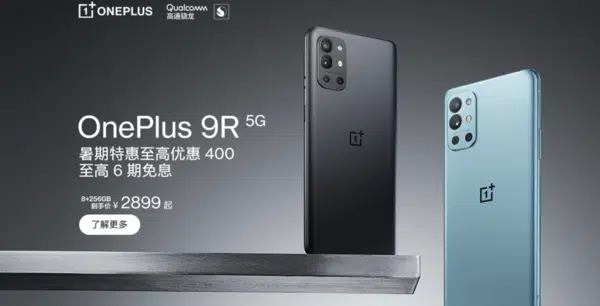 1+ ONEPLUS
Qualcomm
高通骁龙
OnePlus 9R 5G
暑期特惠至高优惠 400
至高 6 期免息
8+256GB
到手价 ¥ 2899 起
了解更多